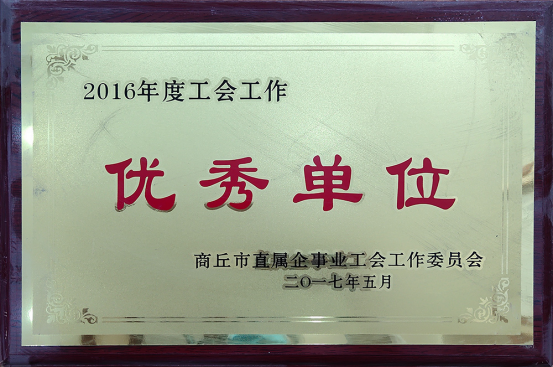 2016年度工会工作
优秀单位
商丘市直属企事业工会工作委员会
二〇一七年五月